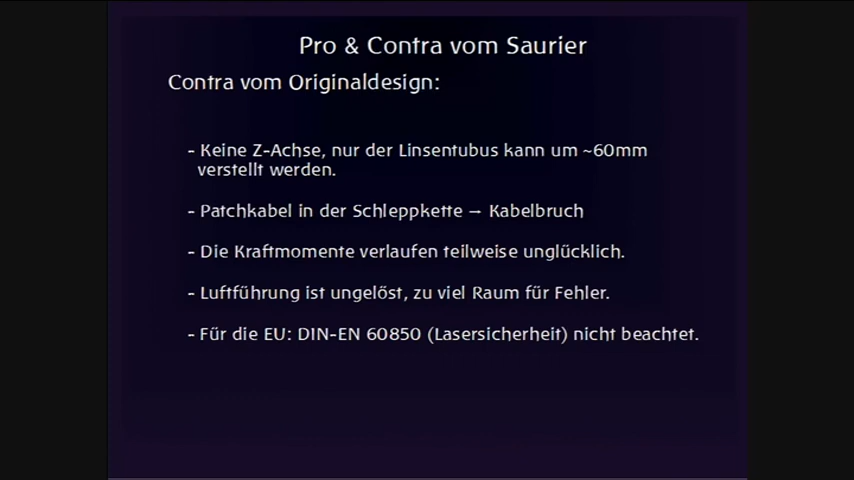 Pro & Contra vom Saurier
Contra vom Originaldesign:
- Keine Z-Achse, nur der Linsentubus kann um ~60mm
verstellt werden.
- Patchkabel in der Schleppkette → Kabelbruch
- Die Kraftmomente verlaufen teilweise unglücklich.
- Luftführung ist ungelöst, zu viel Raum für Fehler.
- Für die EU: DIN-EN 60850 (Lasersicherheit) nicht beachtet.